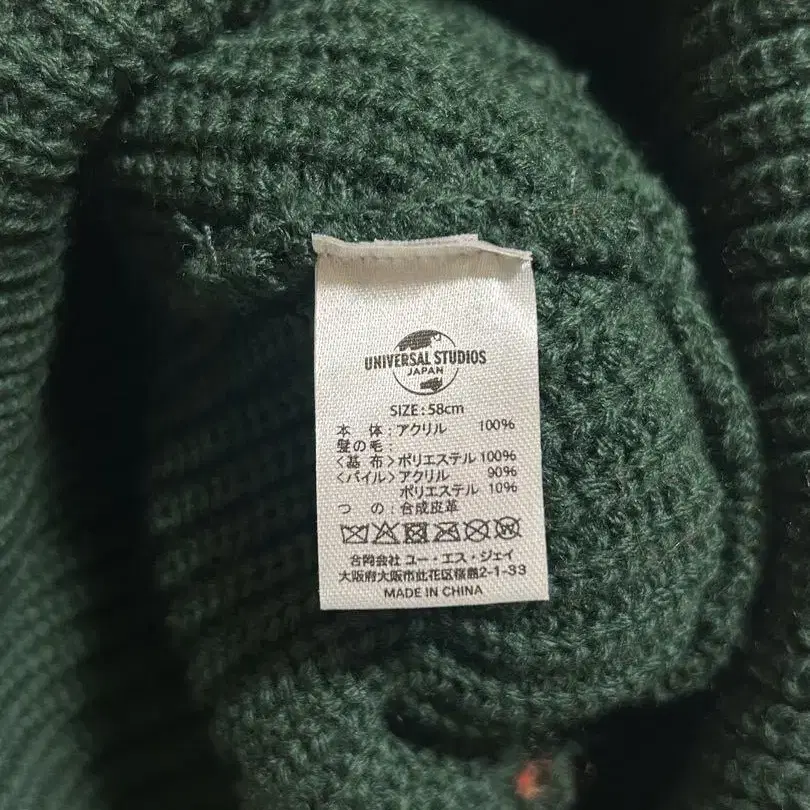 UNIVERSAL STUDIOS
JAPAN
SIZE : 58cm
本 体 : アクリル 100%
髪の毛 :
〈基 布〉ポリエステル 100%
〈パイル〉アクリル 90%
ポリエステル 10%
つ の : 合成皮革
合同会社 ユー・エス・ジェイ
大阪府大阪市此花区桜島2-1-33
MADE IN CHINA